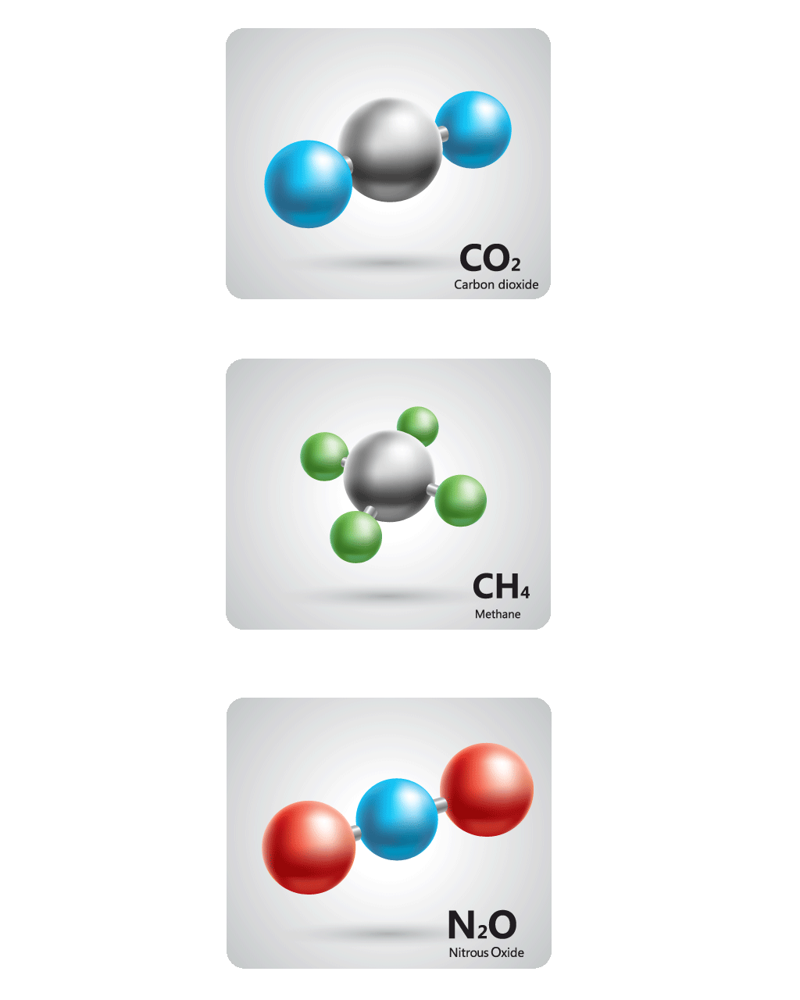 CO₂
Carbon dioxide
CH₄
Methane
N₂O
Nitrous Oxide